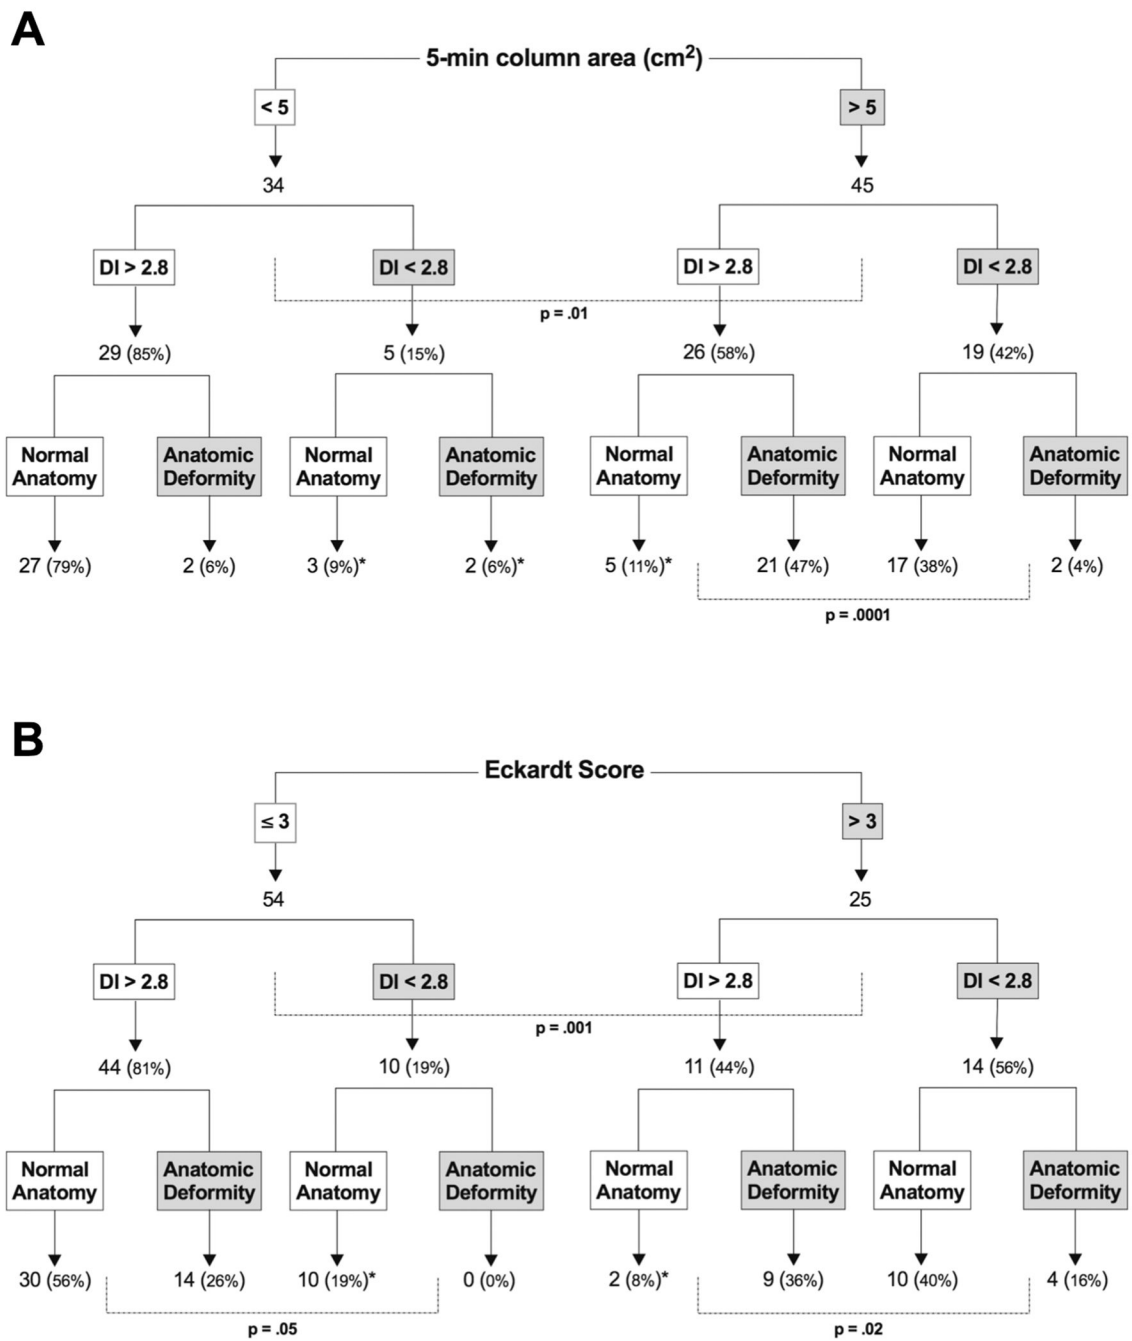 A
5-min column area (cm²)
< 5 > 5
34 45
DI > 2.8 DI < 2.8 DI > 2.8 DI < 2.8
p = .01
29 (85%) 5 (15%) 26 (58%) 19 (42%)
Normal Anatomic Normal Anatomic Normal Anatomic Normal Anatomic
Anatomy Deformity Anatomy Deformity Anatomy Deformity Anatomy Deformity
27 (79%) 2 (6%) 3 (9%)* 2 (6%)* 5 (11%)* 21 (47%) 17 (38%) 2 (4%)
p = .0001
B
Eckardt Score
≤ 3 > 3
54 25
DI > 2.8 DI < 2.8 DI > 2.8 DI < 2.8
p = .001
44 (81%) 10 (19%) 11 (44%) 14 (56%)
Normal Anatomic Normal Anatomic Normal Anatomic Normal Anatomic
Anatomy Deformity Anatomy Deformity Anatomy Deformity Anatomy Deformity
30 (56%) 14 (26%) 10 (19%)* 0 (0%) 2 (8%)* 9 (36%) 10 (40%) 4 (16%)
p = .05 p = .02